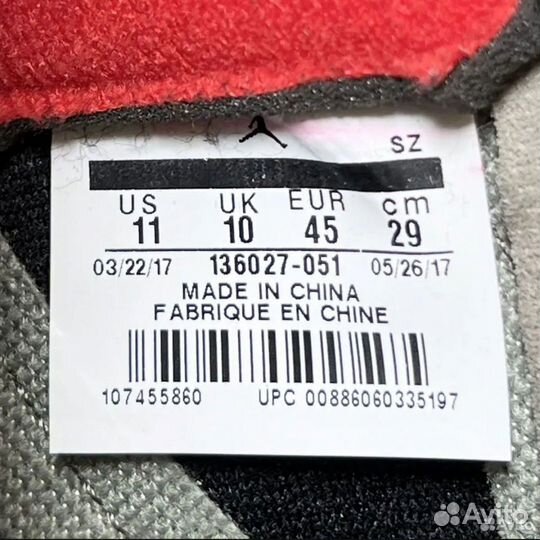 SZ
US UK EUR cm
11 10 45 29
03/22/17 136027-051 05/26/17
MADE IN CHINA
FABRIQUE EN CHINE
107455860 UPC 00886060335197
Avito